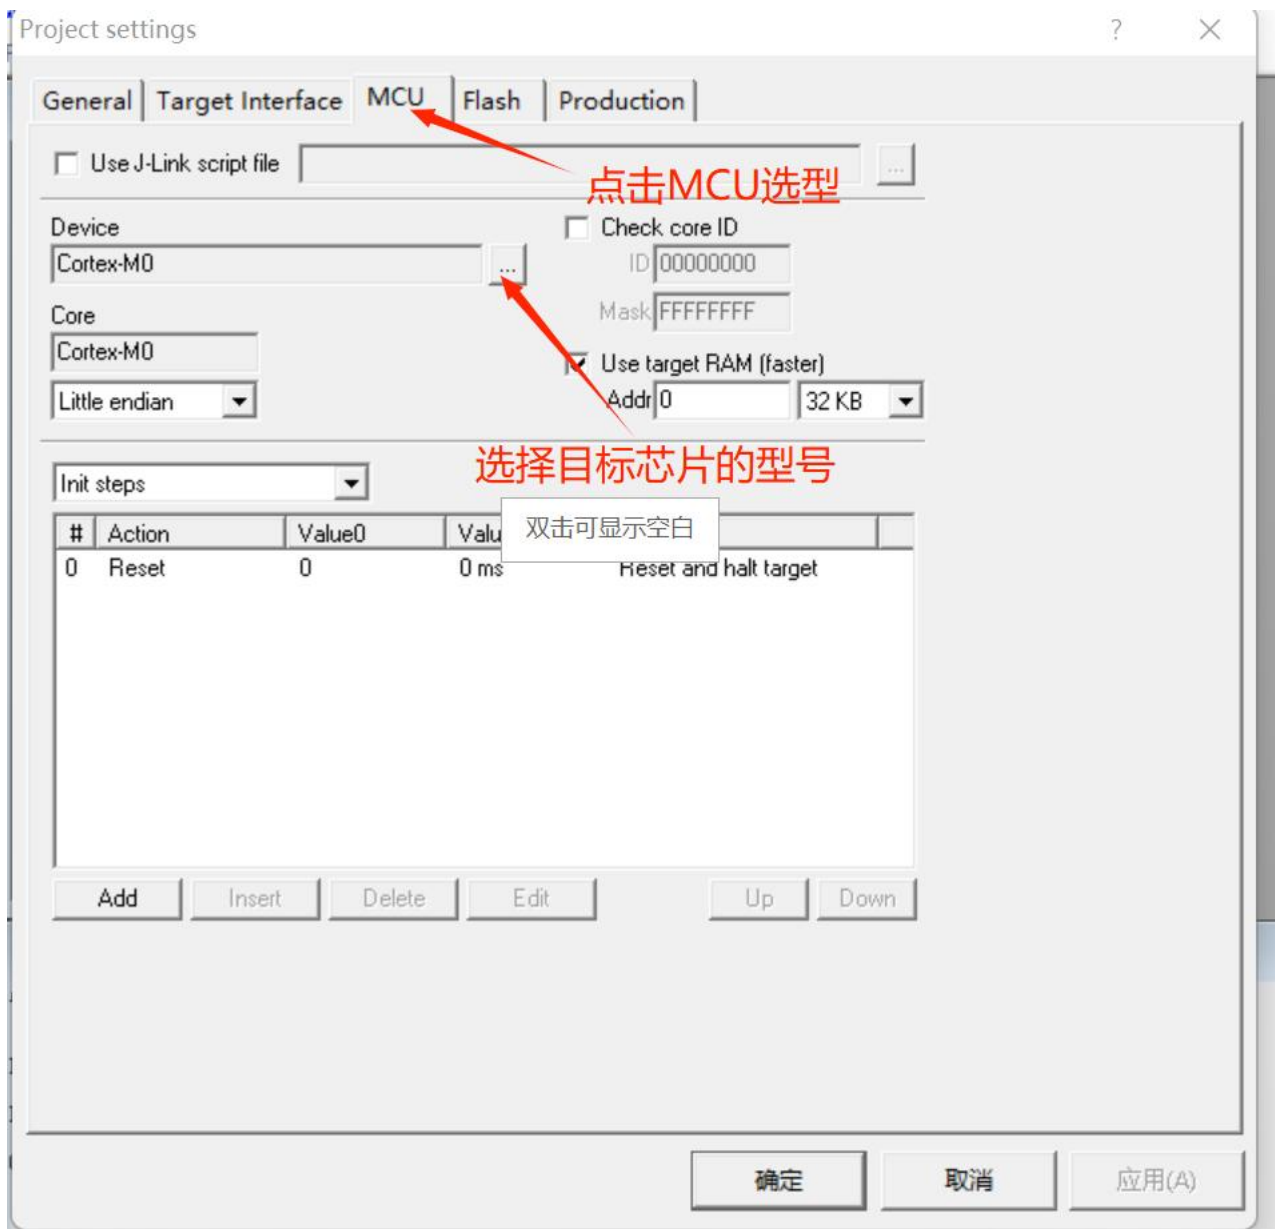 Project settings
General Target Interface MCU Flash Production
Use J-Link script file ...
点击MCU选型
Device
Check core ID
Cortex-M0 ...
ID 00000000
Mask FFFFFFFF
Core
Cortex-M0
Use target RAM (faster)
Little endian
Addr 0 32 KB
选择目标芯片的型号
Init steps
双击可显示空白
# Action Value0 Valu
0 Reset 0 0 ms Reset and halt target
Add Insert Delete Edit Up Down
确定 取消 应用(A)